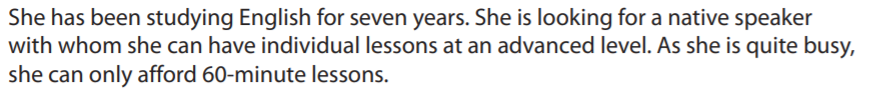 She has been studying English for seven years. She is looking for a native speaker
with whom she can have individual lessons at an advanced level. As she is quite busy,
she can only afford 60-minute lessons.